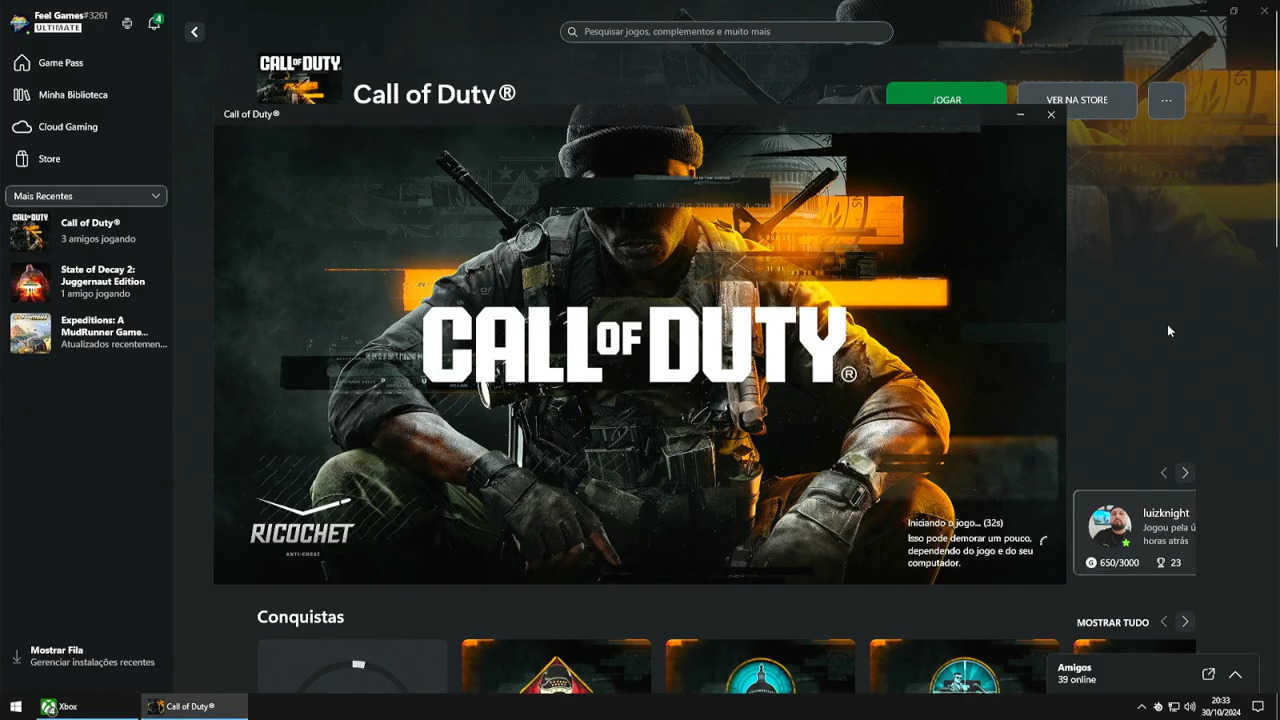 Feel Games#3261
ULTIMATE
4
Pesquisar jogos, complementos e muito mais
Game Pass
Minha Biblioteca
Cloud Gaming
Store
Mais Recentes
Call of Duty®
3 amigos jogando
State of Decay 2:
Juggernaut Edition
1 amigo jogando
Expeditions: A
MudRunner Game...
Atualizados recentemen...
Mostrar Fila
Gerenciar instalações recentes
CALL OF DUTY
Call of Duty®
JOGAR
VER NA STORE
...
Call of Duty®
CALL OF DUTY®
RICOCHET
ANTI-CHEAT
Iniciando o jogo... (32s)
Isso pode demorar um pouco,
dependendo do jogo e do seu
computador.
luizknight
Jogou pela ú
horas atrás
G 650/3000
23
Conquistas
MOSTRAR TUDO
Amigos
39 online
Xbox
Call of Duty®
20:33
30/10/2024